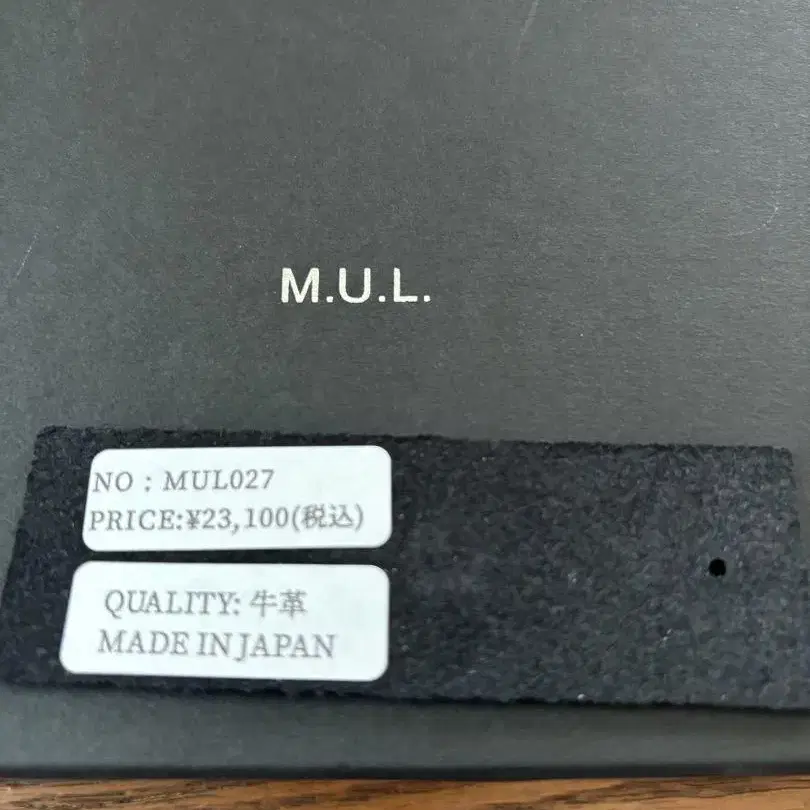 M.U.L.
NO : MUL027
PRICE:¥23,100(税込)
QUALITY: 牛革
MADE IN JAPAN